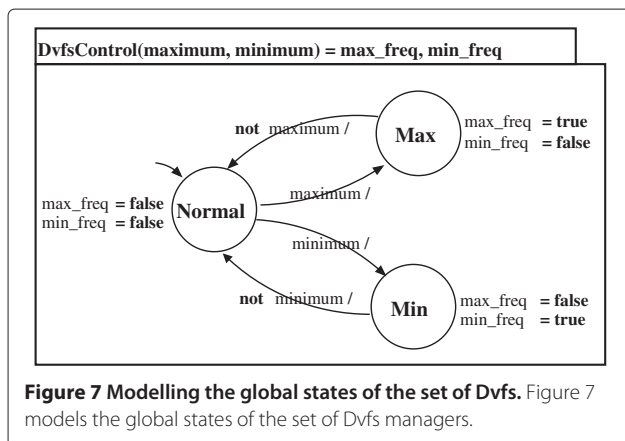 DvfsControl(maximum, minimum) = max_freq, min_freq
not maximum /
Max
max_freq = true
min_freq = false
maximum /
max_freq = false
min_freq = false
Normal
minimum /
not minimum /
Min
max_freq = false
min_freq = true
Figure 7 Modelling the global states of the set of Dvfs. Figure 7
models the global states of the set of Dvfs managers.